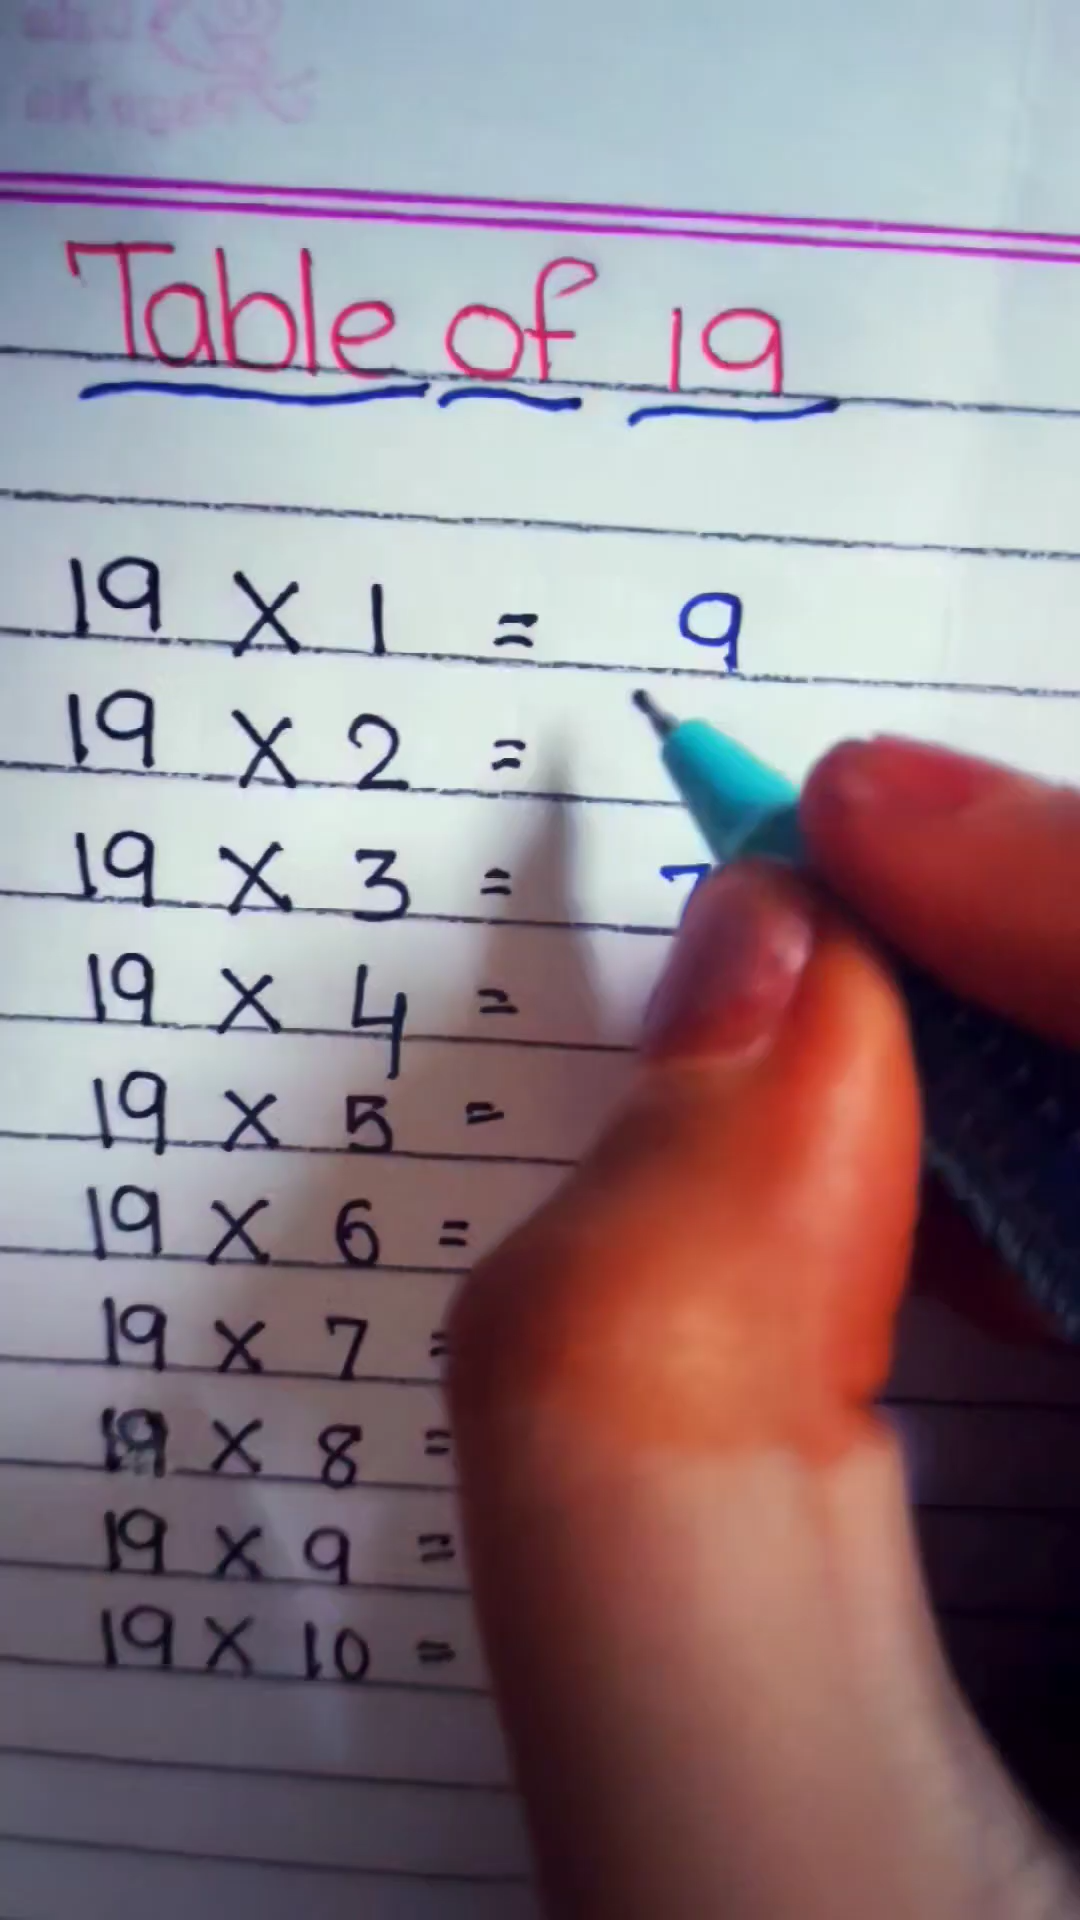 Table of 19
19 X 1 = 9
19 X 2 =
19 X 3 = 7
19 X 4 =
19 X 5 =
19 X 6 =
19 X 7 =
19 X 8 =
19 X 9 =
19 X 10 =